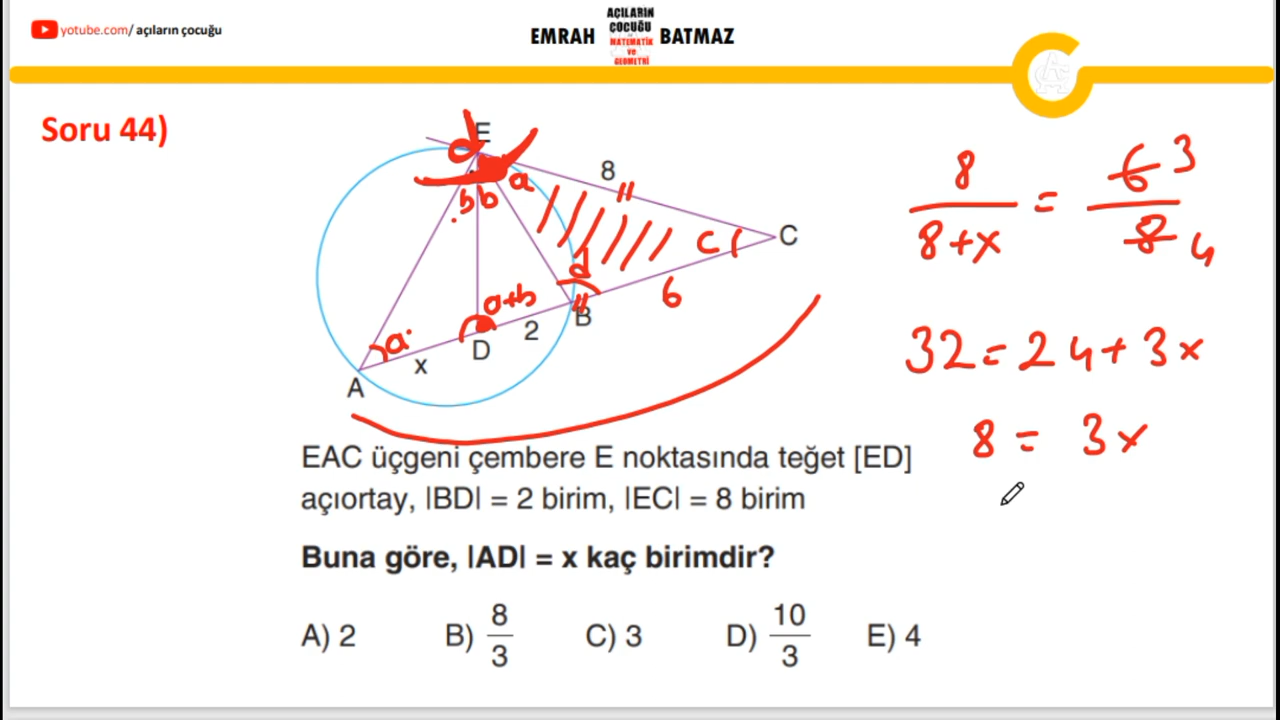 yotube.com/ açıların çocuğu
EMRAH
AÇILARIN
ÇOCUĞU
MATEMATİK
ve
GEOMETRİ
BATMAZ
Soru 44)
d
E
8
a
b b
C
c
d
a+b
6
B
2
D
a
x
A
8 / 8+x = 6 3 / 8 4
32 = 24 + 3x
8 = 3x
EAC üçgeni çembere E noktasında teğet [ED]
açıortay, |BD| = 2 birim, |EC| = 8 birim
Buna göre, |AD| = x kaç birimdir?
A) 2 B) 8/3 C) 3 D) 10/3 E) 4